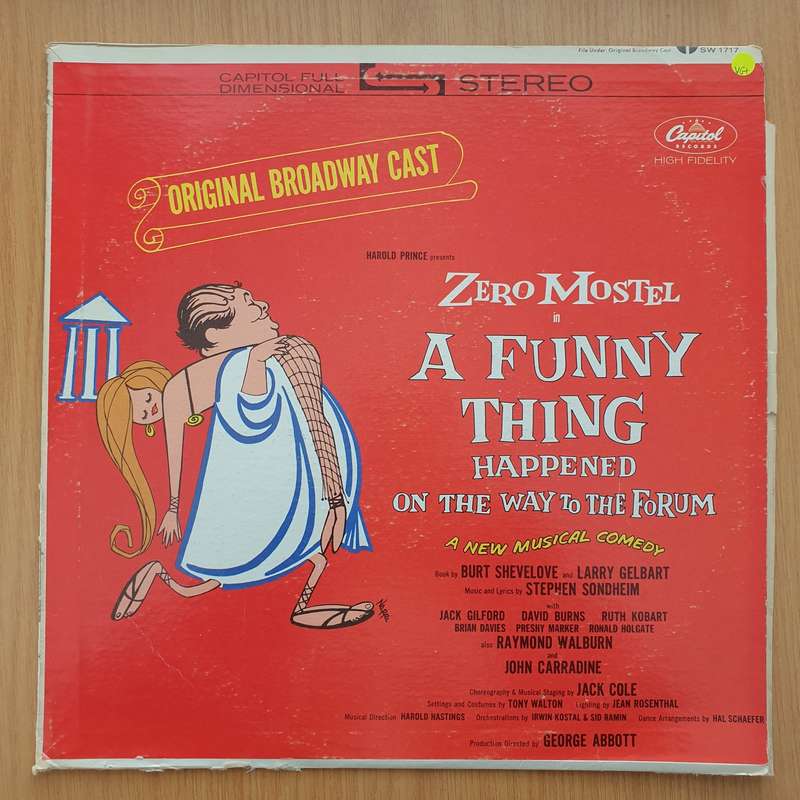 File Under: Original Broadway Cast SW 1717
VG+
CAPITOL FULL DIMENSIONAL STEREO
Capitol
RECORDS
HIGH FIDELITY
ORIGINAL BROADWAY CAST
HAROLD PRINCE presents
ZERO MOSTEL
in
A FUNNY
THING
HAPPENED
ON THE WAY TO THE FORUM
A NEW MUSICAL COMEDY
Book by BURT SHEVELOVE and LARRY GELBART
Music and Lyrics by STEPHEN SONDHEIM
with
JACK GILFORD DAVID BURNS RUTH KOBART
BRIAN DAVIES PRESHY MARKER RONALD HOLGATE
also RAYMOND WALBURN
and
JOHN CARRADINE
Choreography & Musical Staging by JACK COLE
Settings and Costumes by TONY WALTON Lighting by JEAN ROSENTHAL
Musical Direction HAROLD HASTINGS Orchestrations by IRWIN KOSTAL & SID RAMIN Dance Arrangements by HAL SCHAEFER
Production Directed by GEORGE ABBOTT